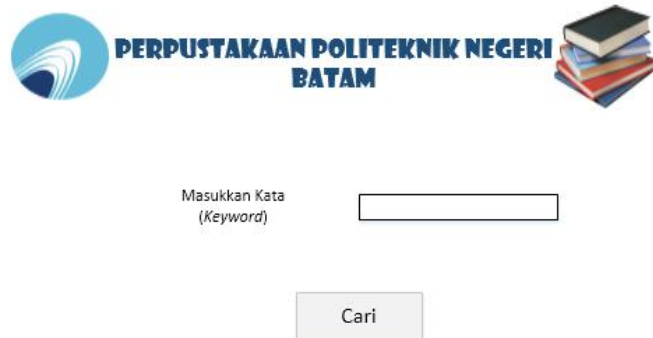 PERPUSTAKAAN POLITEKNIK NEGERI
BATAM
Masukkan Kata
(Keyword)
Cari